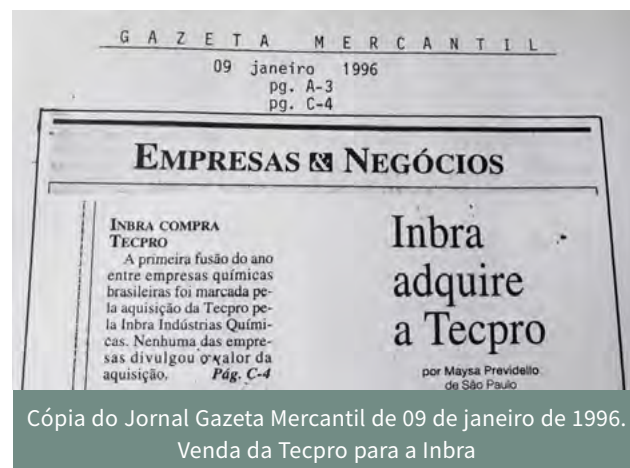 GAZETA MERCANTIL
09 janeiro 1996
pg. A-3
pg. C-4
EMPRESAS & NEGÓCIOS
INBRA COMPRA
TECPRO
A primeira fusão do ano
entre empresas químicas
brasileiras foi marcada pe-
la aquisição da Tecpro pe-
la Inbra Indústrias Quími-
cas. Nenhuma das empre-
sas divulgou o valor da
aquisição. Pág. C-4
Inbra
adquire
a Tecpro
por Maysa Previdello
de São Paulo
Cópia do Jornal Gazeta Mercantil de 09 de janeiro de 1996.
Venda da Tecpro para a Inbra